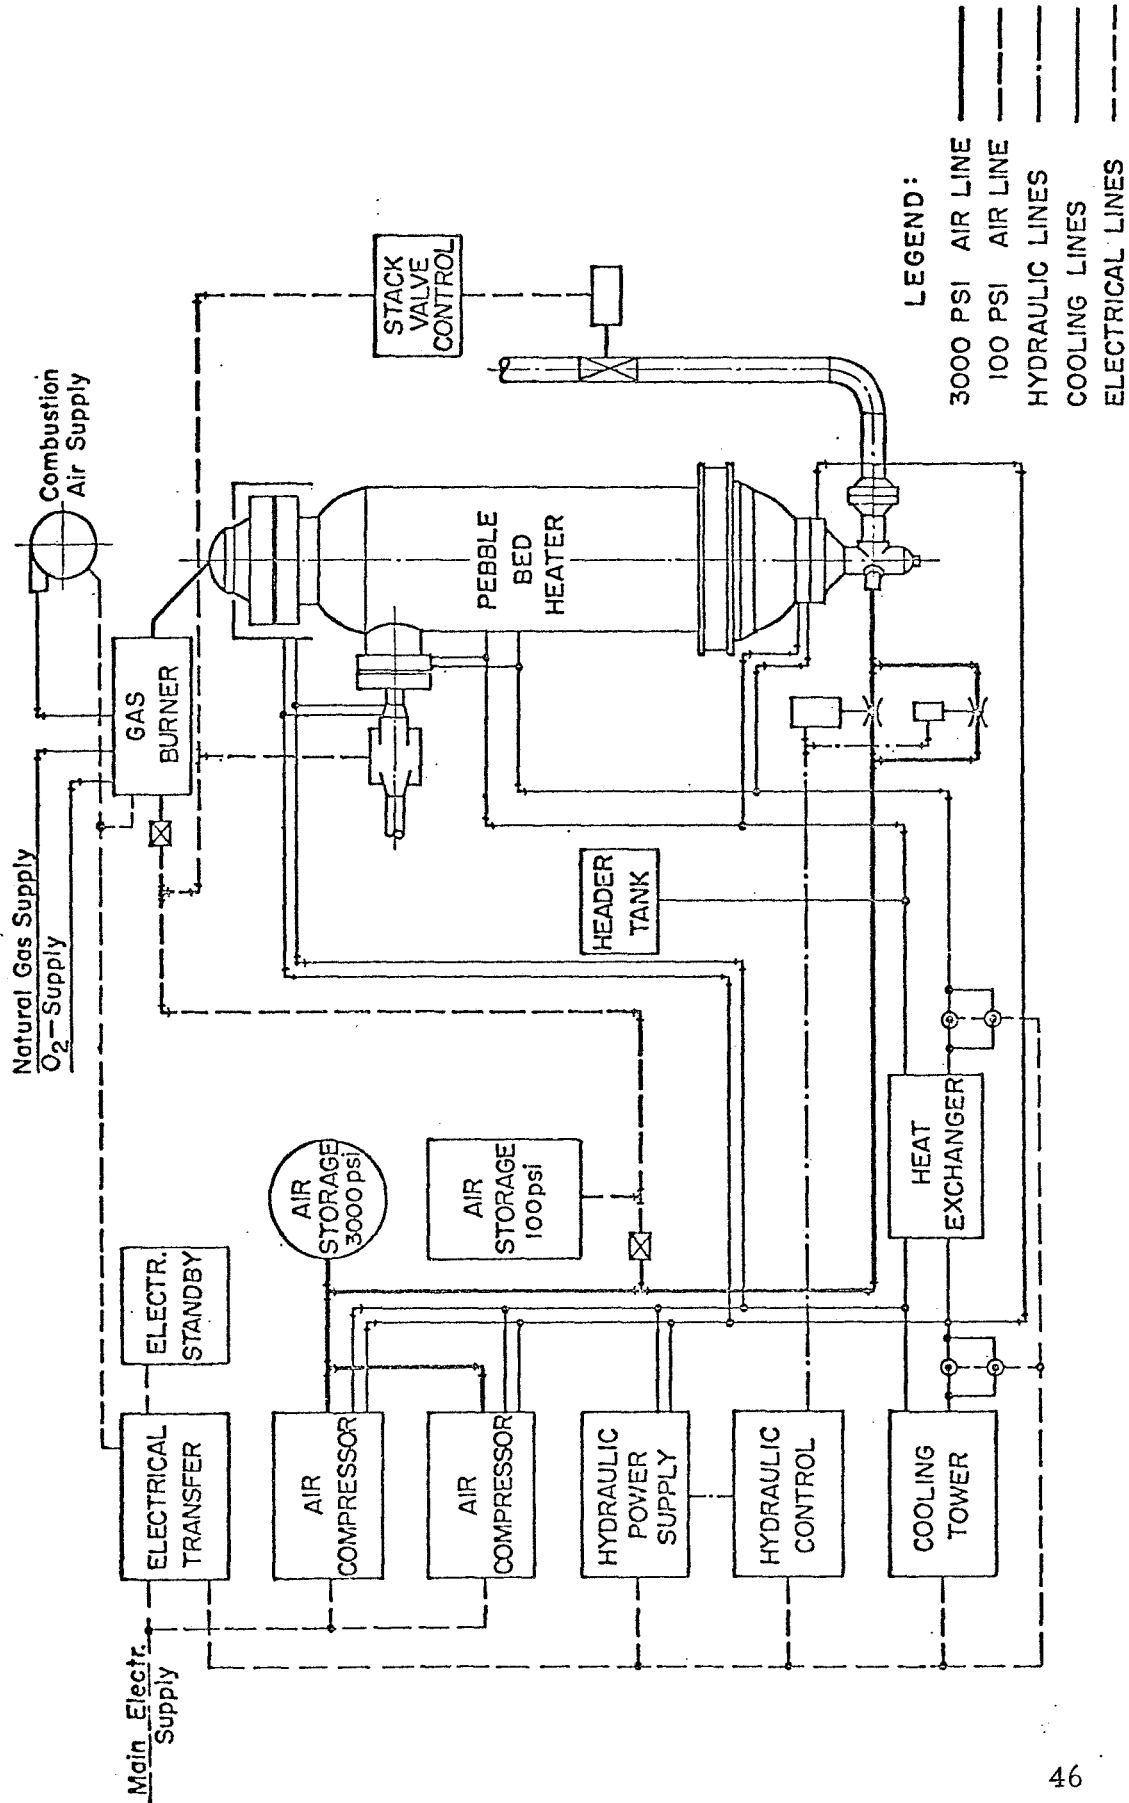 Main Electr.
Supply
Natural Gas Supply
O2-Supply
Combustion
Air Supply
ELECTRICAL
TRANSFER
ELECTR.
STANDBY
GAS
BURNER
AIR
COMPRESSOR
AIR
STORAGE
3000psi
AIR
COMPRESSOR
AIR
STORAGE
100psi
STACK
VALVE
CONTROL
PEBBLE
BED
HEATER
HYDRAULIC
POWER
SUPPLY
HEADER
TANK
HYDRAULIC
CONTROL
COOLING
TOWER
HEAT
EXCHANGER
LEGEND:
3000 PSI AIR LINE
100 PSI AIR LINE
HYDRAULIC LINES
COOLING LINES
ELECTRICAL LINES
46